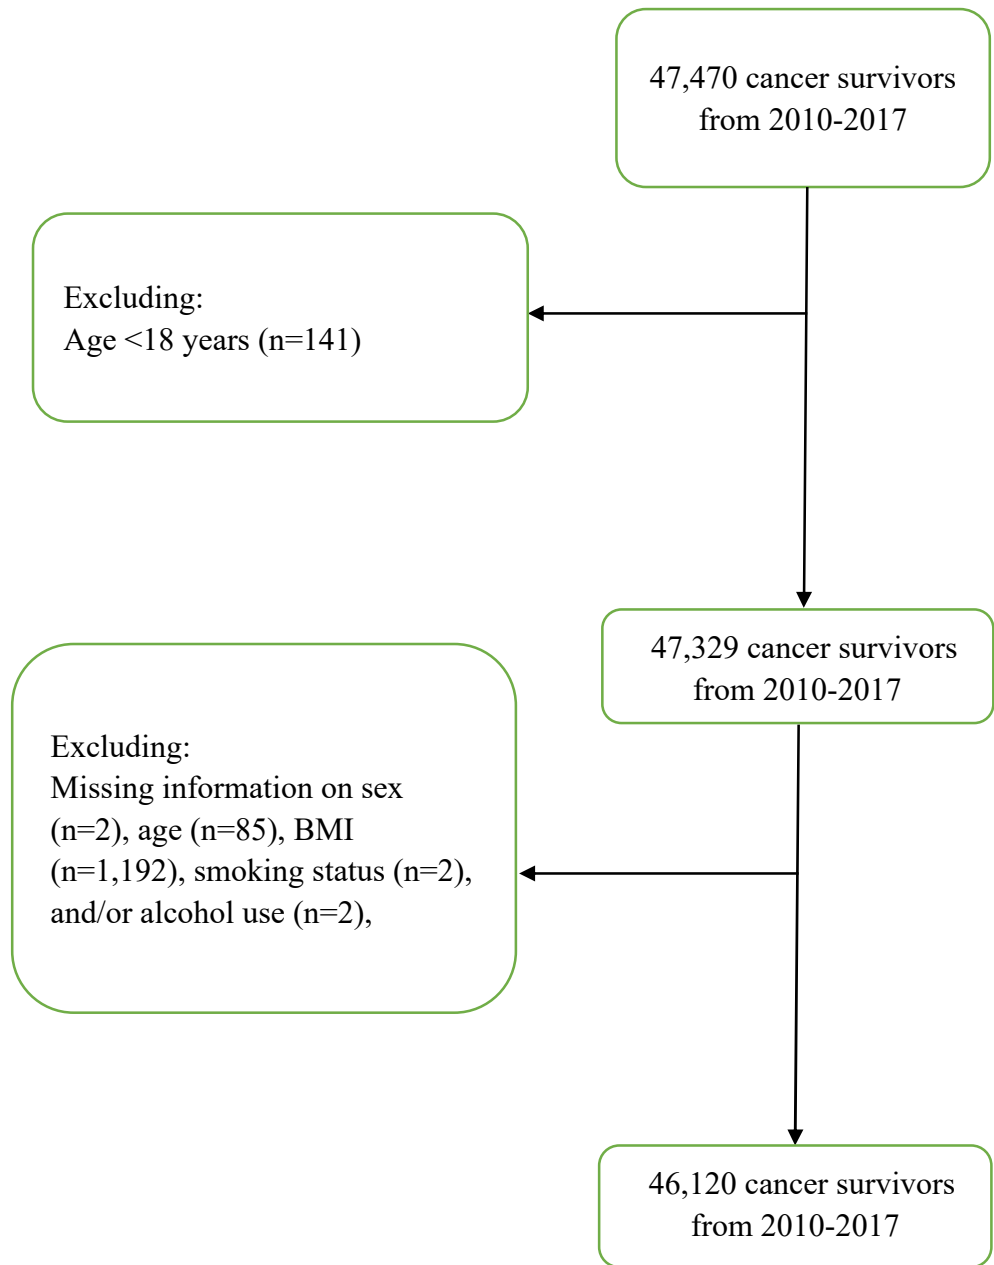 47,470 cancer survivors
from 2010-2017
Excluding:
Age <18 years (n=141)
47,329 cancer survivors
from 2010-2017
Excluding:
Missing information on sex
(n=2), age (n=85), BMI
(n=1,192), smoking status (n=2),
and/or alcohol use (n=2),
46,120 cancer survivors
from 2010-2017